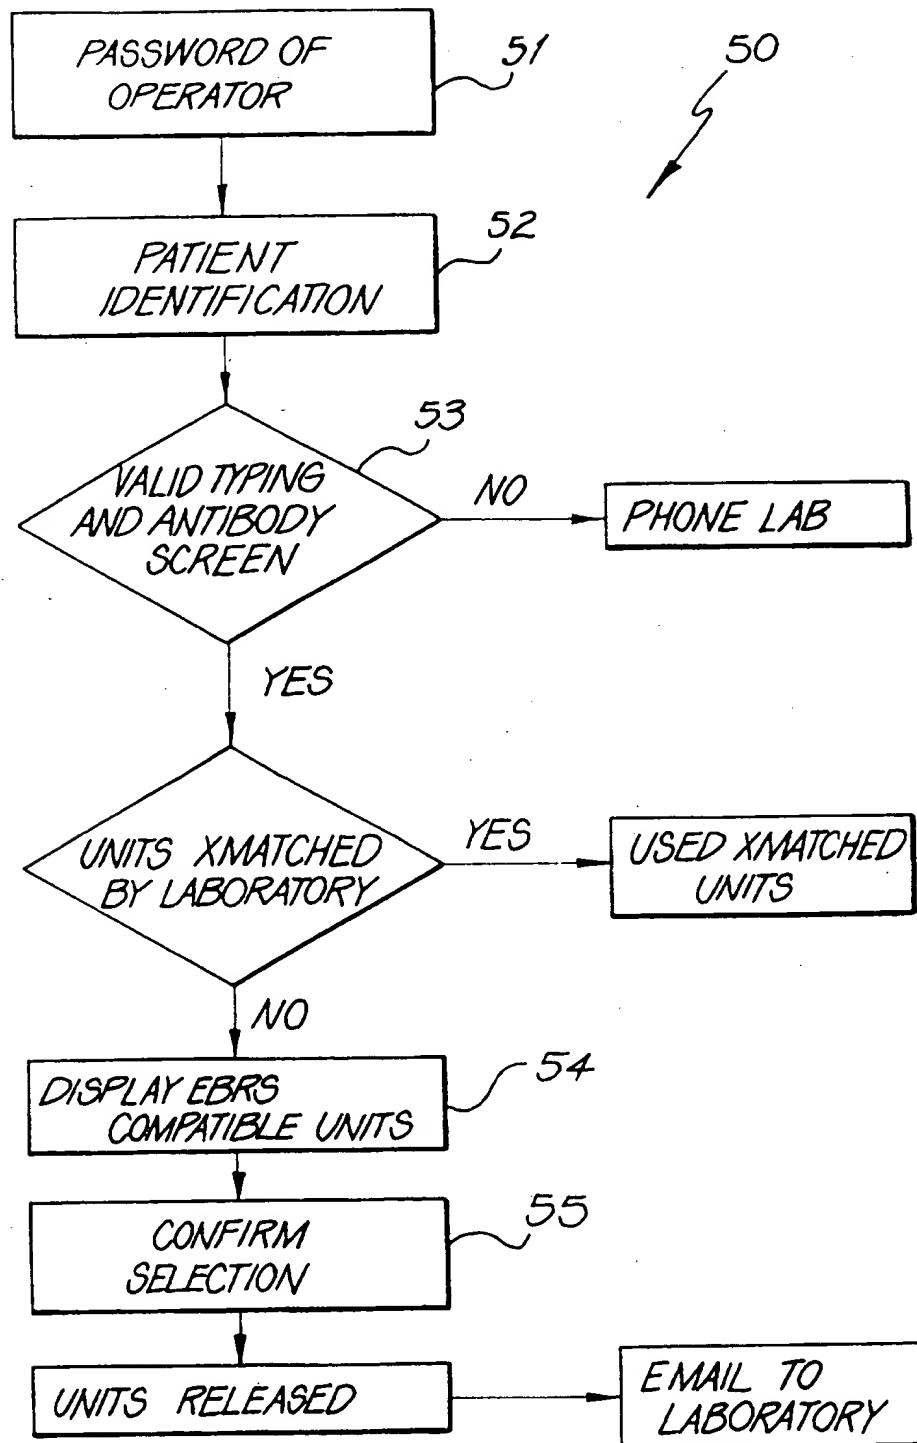 PASSWORD OF
OPERATOR
51
50
PATIENT
IDENTIFICATION
52
VALID TYPING
AND ANTIBODY
SCREEN
53
NO
PHONE LAB
YES
UNITS XMATCHED
BY LABORATORY
YES
USED XMATCHED
UNITS
NO
DISPLAY EBRS
COMPATIBLE UNITS
54
CONFIRM
SELECTION
55
UNITS RELEASED
EMAIL TO
LABORATORY